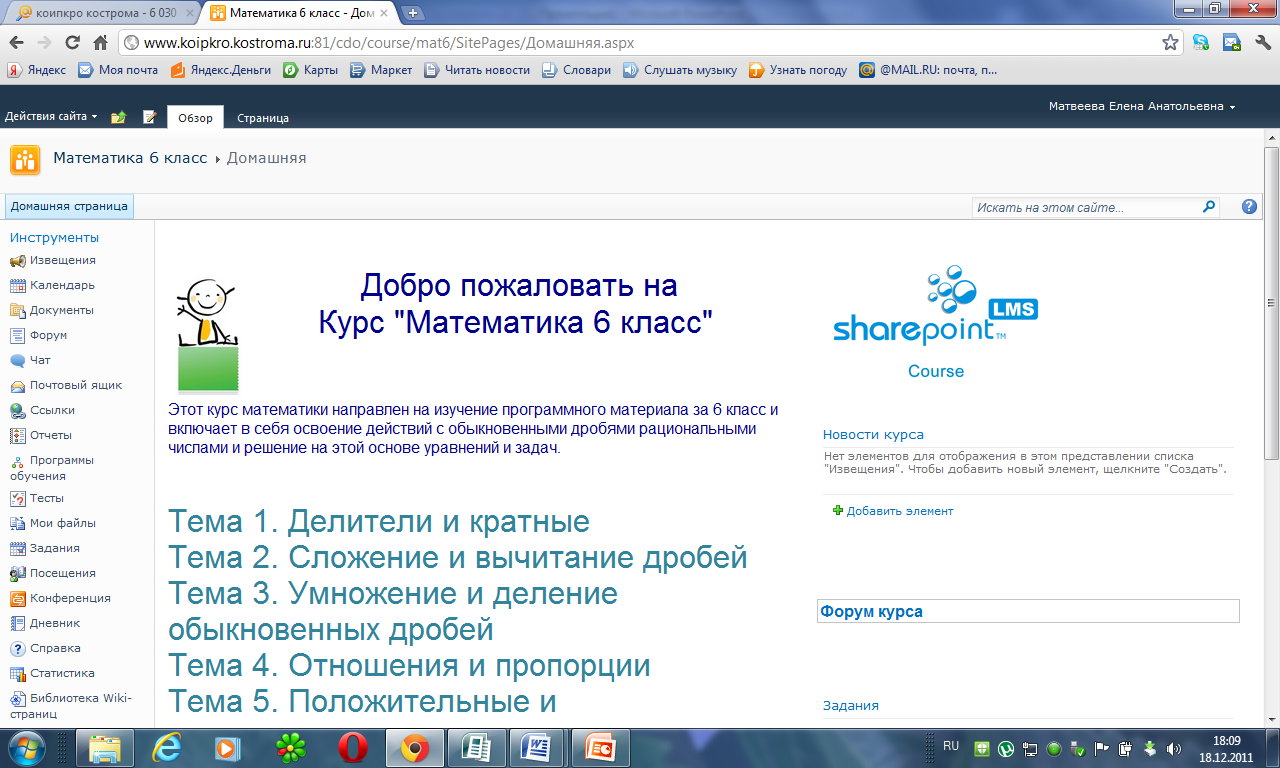 коипкро кострома - 6 030
Математика 6 класс - Дом
www.koipkro.kostroma.ru:81/cdo/course/mat6/SitePages/Домашняя.aspx
Яндекс Моя почта Яндекс.Деньги Карты Маркет Читать новости Словари Слушать музыку Узнать погоду @MAIL.RU: почта, п...
Матвеева Елена Анатольевна
Действия сайта Обзор Страница
Математика 6 класс Домашняя
Домашняя страница
Искать на этом сайте...
Инструменты
Извещения
Календарь
Документы
Форум
Чат
Почтовый ящик
Ссылки
Отчеты
Программы
обучения
Тесты
Мои файлы
Задания
Посещения
Конференция
Дневник
Справка
Статистика
Библиотека Wiki-
страниц
Добро пожаловать на
Курс "Математика 6 класс"
Этот курс математики направлен на изучение программного материала за 6 класс и
включает в себя освоение действий с обыкновенными дробями рациональными
числами и решение на этой основе уравнений и задач.
Тема 1. Делители и кратные
Тема 2. Сложение и вычитание дробей
Тема 3. Умножение и деление
обыкновенных дробей
Тема 4. Отношения и пропорции
Тема 5. Положительные и
sharepoint LMS
TM
Course
Новости курса
Нет элементов для отображения в этом представлении списка
"Извещения". Чтобы добавить новый элемент, щелкните "Создать".
Добавить элемент
Форум курса
Задания
RU
18:09
18.12.2011